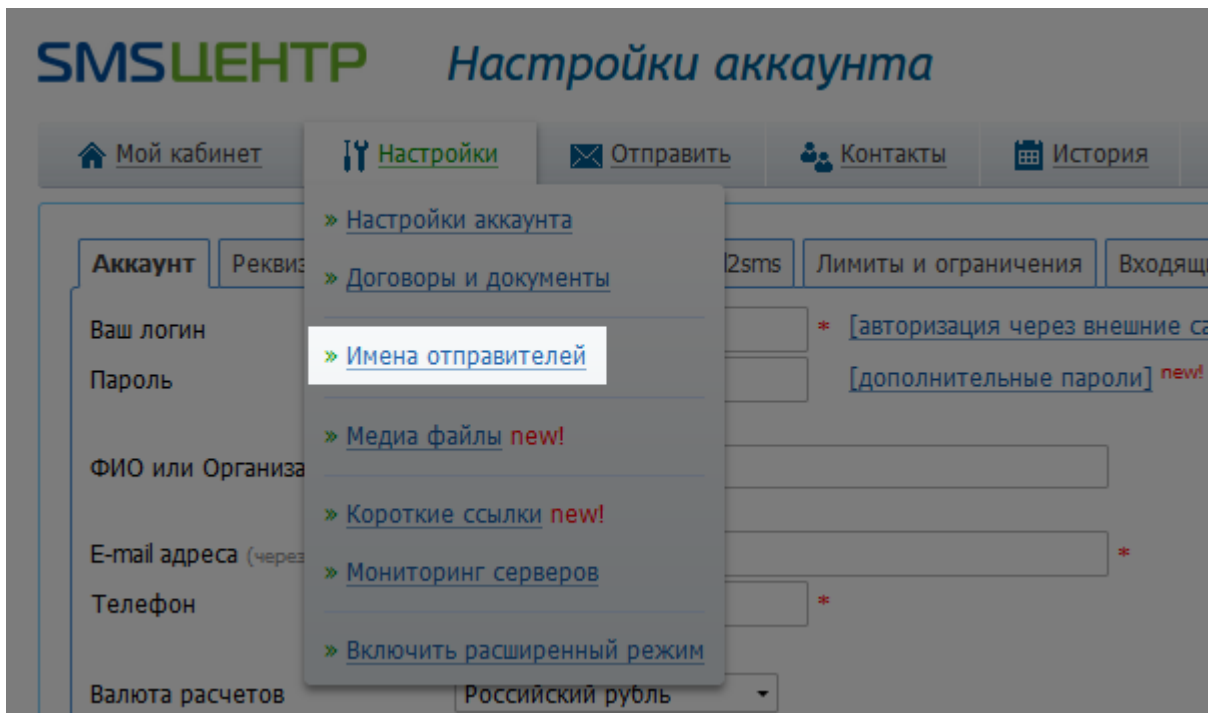 SMSЦЕНТР Настройки аккаунта
Мой кабинет Настройки Отправить Контакты История
» Настройки аккаунта
» Договоры и документы
» Имена отправителей
» Медиа файлы new!
» Короткие ссылки new!
» Мониторинг серверов
» Включить расширенный режим
Аккаунт Лимиты и ограничения
Ваш логин * [авторизация через внешние
Пароль [дополнительные пароли] new!
ФИО или
E-mail адреса *
Телефон *
Валюта расчетов Российский рубль